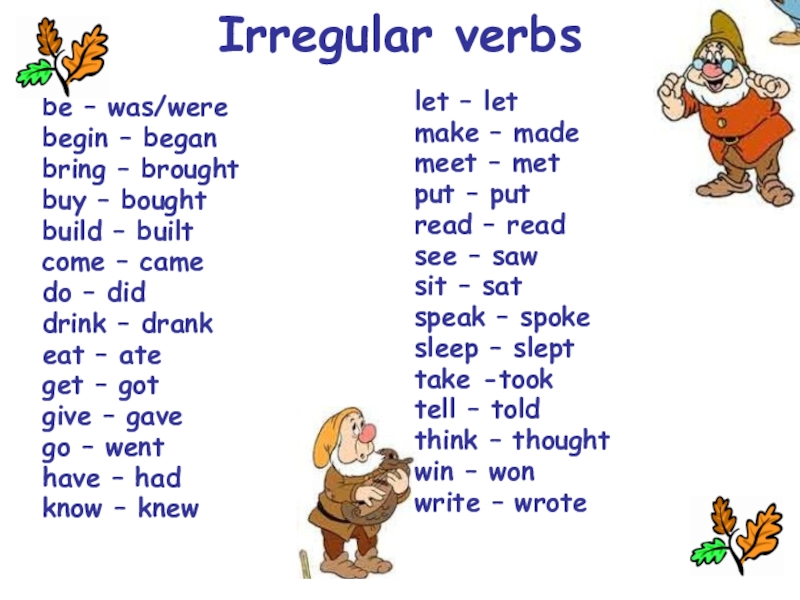 Irregular verbs
be – was/were
begin – began
bring – brought
buy – bought
build – built
come – came
do – did
drink – drank
eat – ate
get – got
give – gave
go – went
have – had
know – knew
let – let
make – made
meet – met
put – put
read – read
see – saw
sit – sat
speak – spoke
sleep – slept
take -took
tell – told
think – thought
win – won
write – wrote